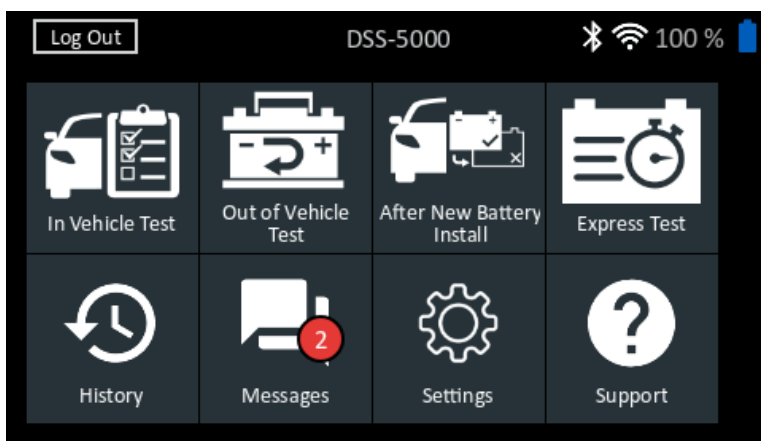 Log Out
DSS-5000
100 %
In Vehicle Test
Out of Vehicle
Test
After New Battery
Install
Express Test
History
2
Messages
Settings
Support